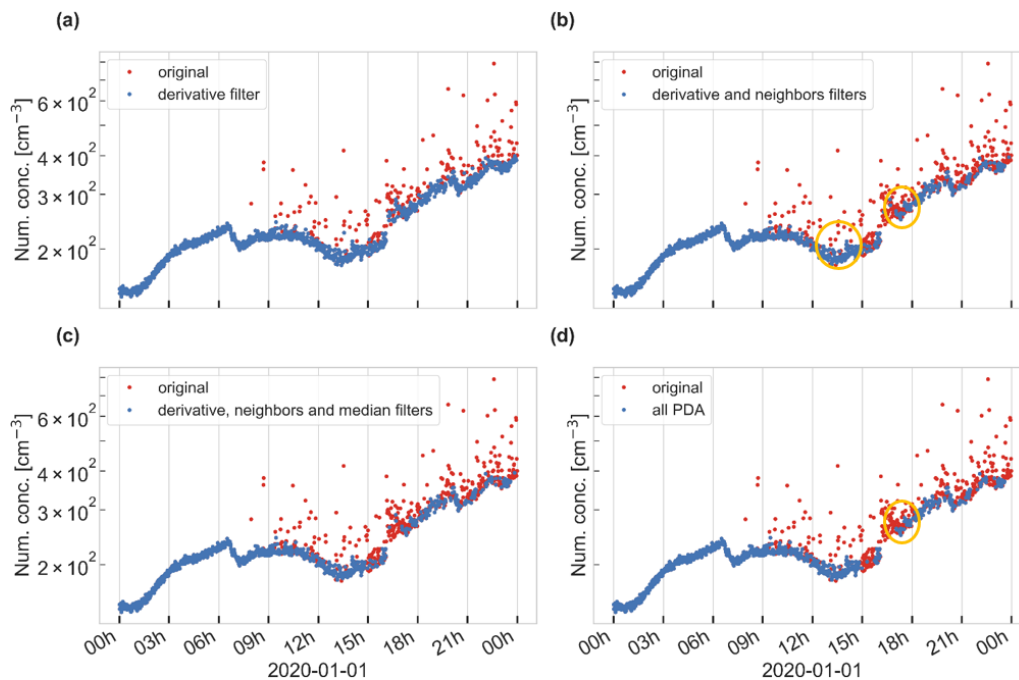 (a)
Num. conc. [cm⁻³]
6 × 10²
4 × 10²
3 × 10²
2 × 10²
original
derivative filter
(b)
Num. conc. [cm⁻³]
6 × 10²
4 × 10²
3 × 10²
2 × 10²
original
derivative and neighbors filters
(c)
Num. conc. [cm⁻³]
6 × 10²
4 × 10²
3 × 10²
2 × 10²
original
derivative, neighbors and median filters
00h 03h 06h 09h 12h 15h 18h 21h 00h
2020-01-01
(d)
Num. conc. [cm⁻³]
6 × 10²
4 × 10²
3 × 10²
2 × 10²
original
all PDA
00h 03h 06h 09h 12h 15h 18h 21h 00h
2020-01-01